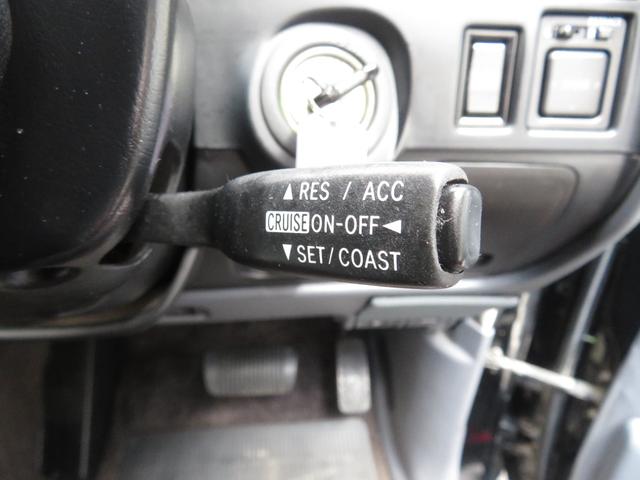 ▲RES / ACC
CRUISE ON-OFF◄
▼SET/COAST